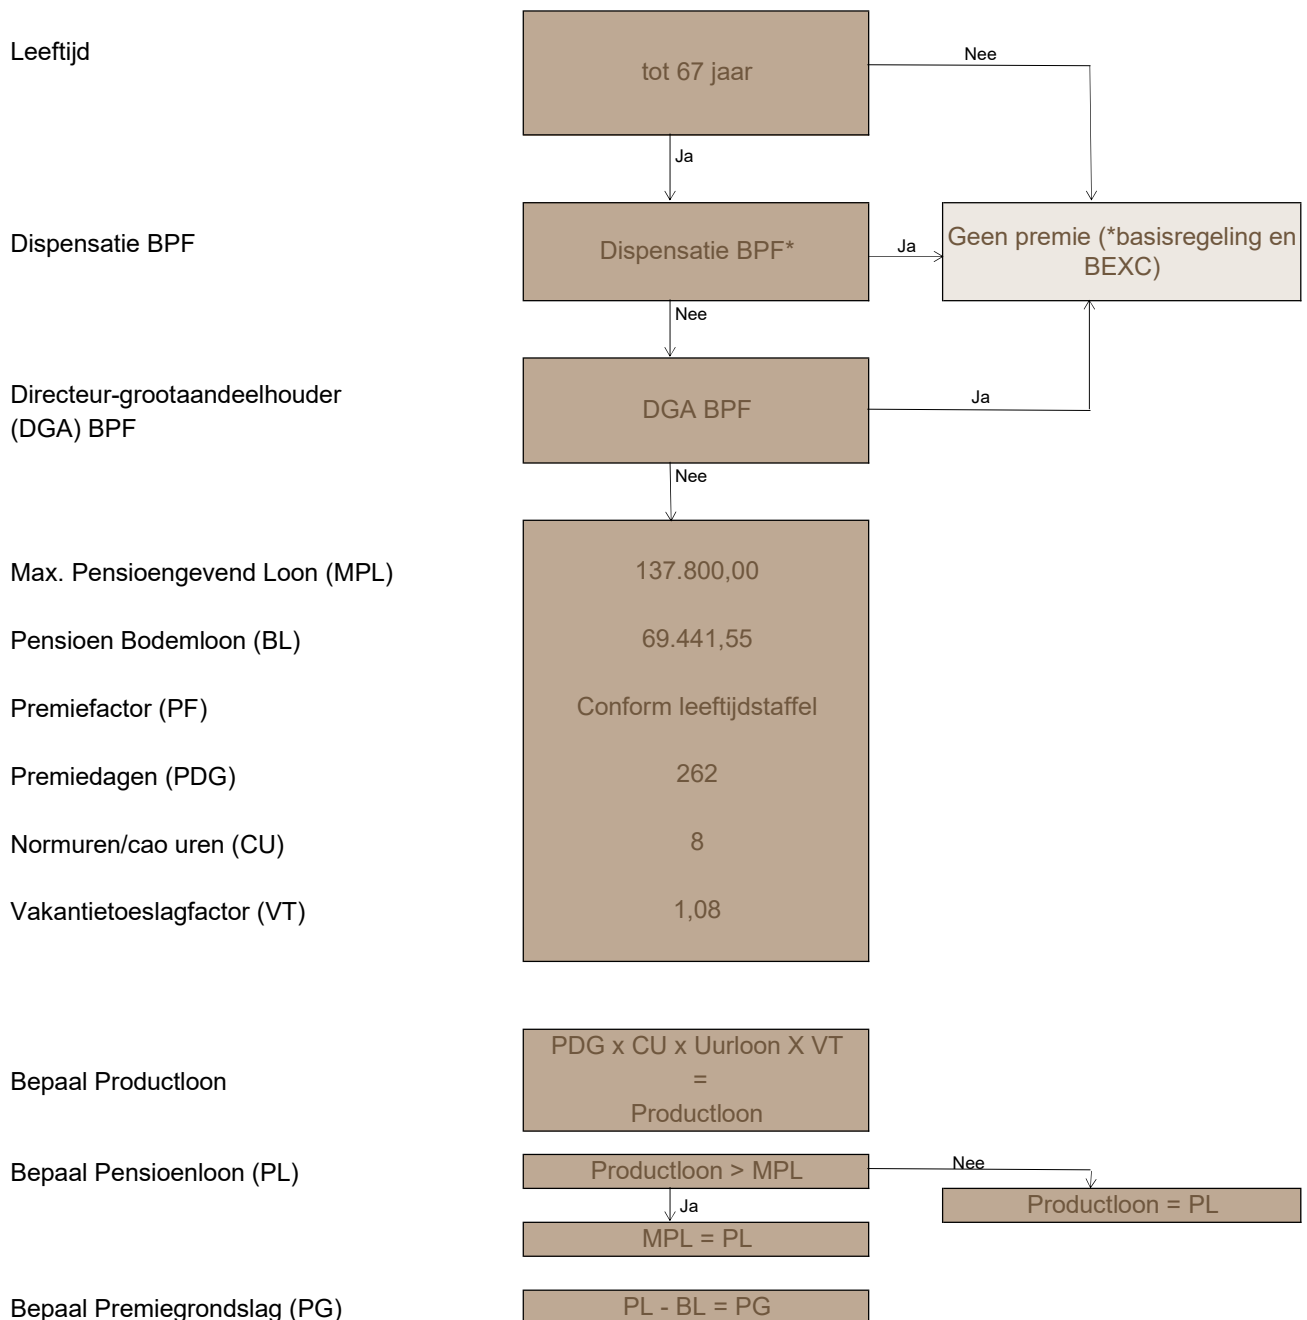 Leeftijd
tot 67 jaar
Nee
Ja
Dispensatie BPF
Dispensatie BPF*
Ja
Geen premie (*basisregeling en
BEXC)
Nee
Directeur-grootaandeelhouder
(DGA) BPF
DGA BPF
Ja
Nee
Max. Pensioengevend Loon (MPL)
137.800,00
Pensioen Bodemloon (BL)
69.441,55
Premiefactor (PF)
Conform leeftijdstaffel
Premiedagen (PDG)
262
Normuren/cao uren (CU)
8
Vakantietoeslagfactor (VT)
1,08
Bepaal Productloon
PDG x CU x Uurloon X VT
=
Productloon
Bepaal Pensioenloon (PL)
Productloon > MPL
Nee
Productloon = PL
Ja
MPL = PL
Bepaal Premiegrondslag (PG)
PL - BL = PG